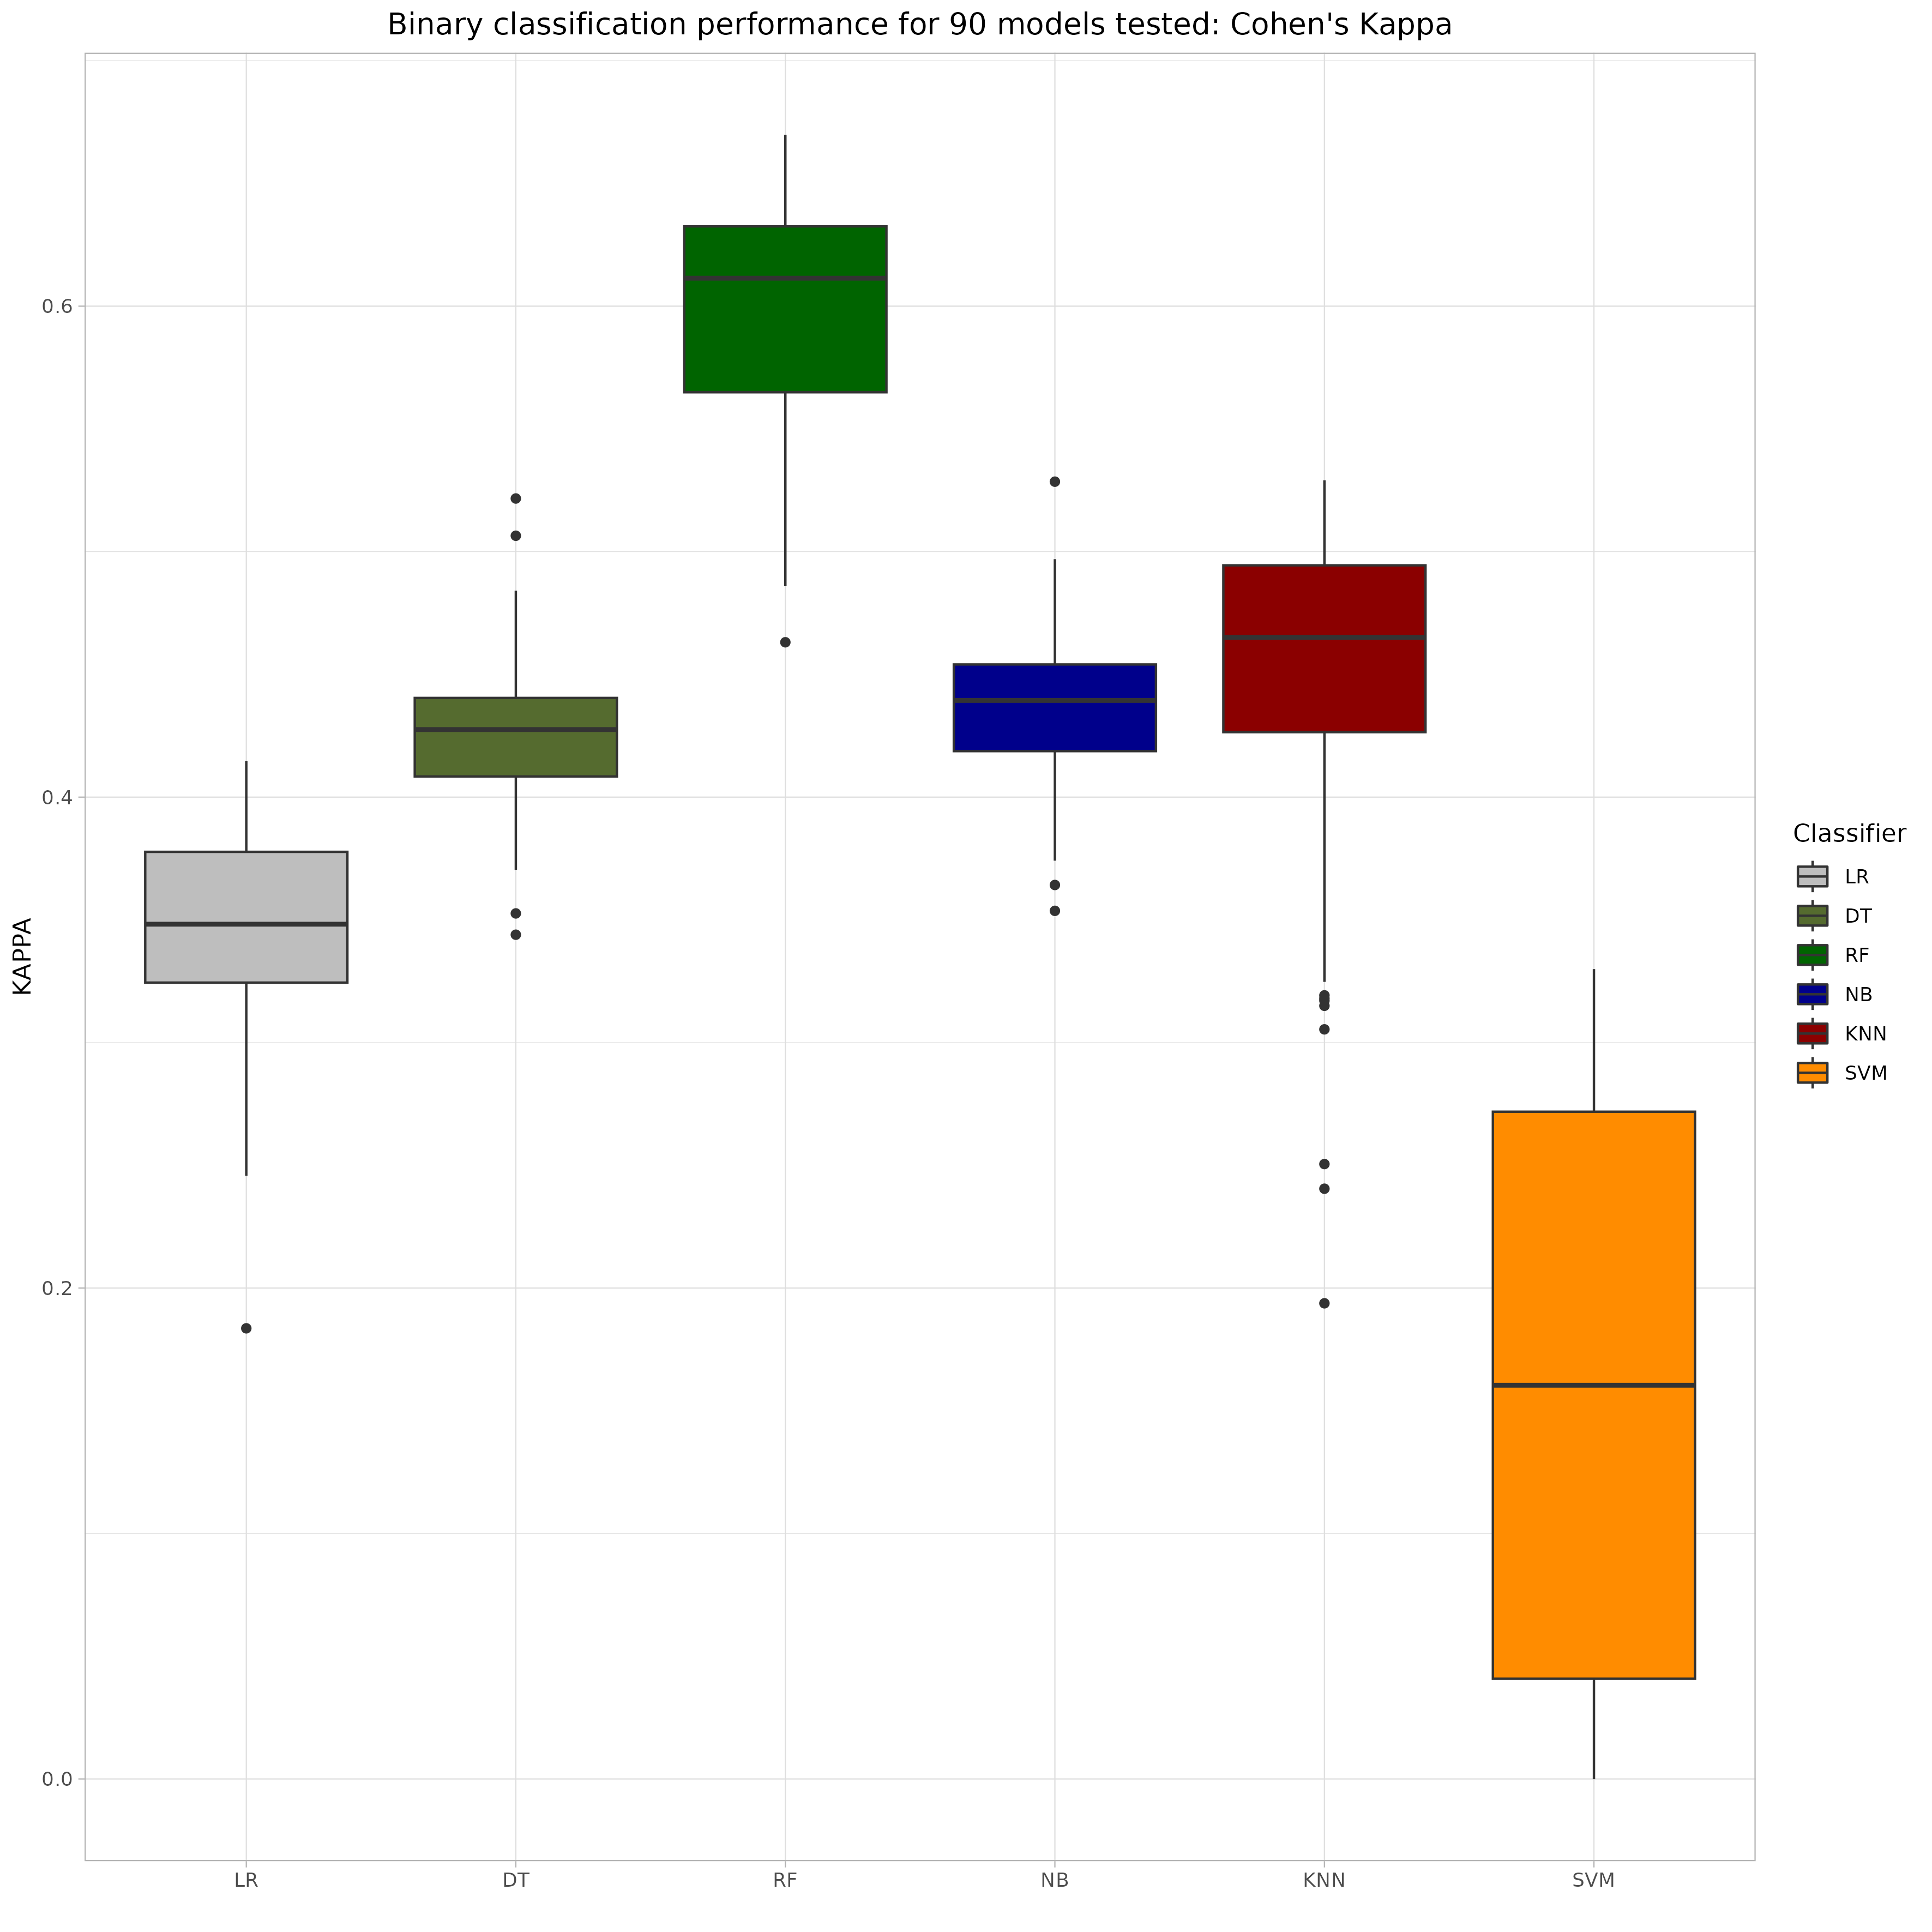 Binary classification performance for 90 models tested: Cohen's Kappa
KAPPA
0.6
0.4
0.2
0.0
LR
DT
RF
NB
KNN
SVM
Classifier
LR
DT
RF
NB
KNN
SVM